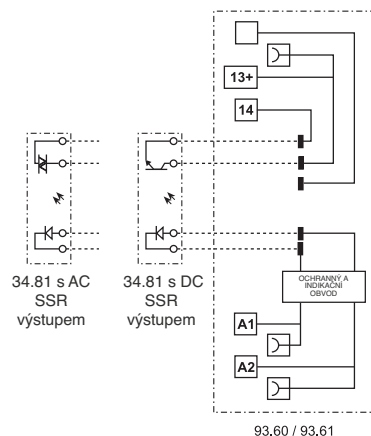 13+
14
34.81 s AC
SSR
výstupem
34.81 s DC
SSR
výstupem
OCHRANNÝ A
INDIKAČNÍ
OBVOD
A1
A2
93.60 / 93.61